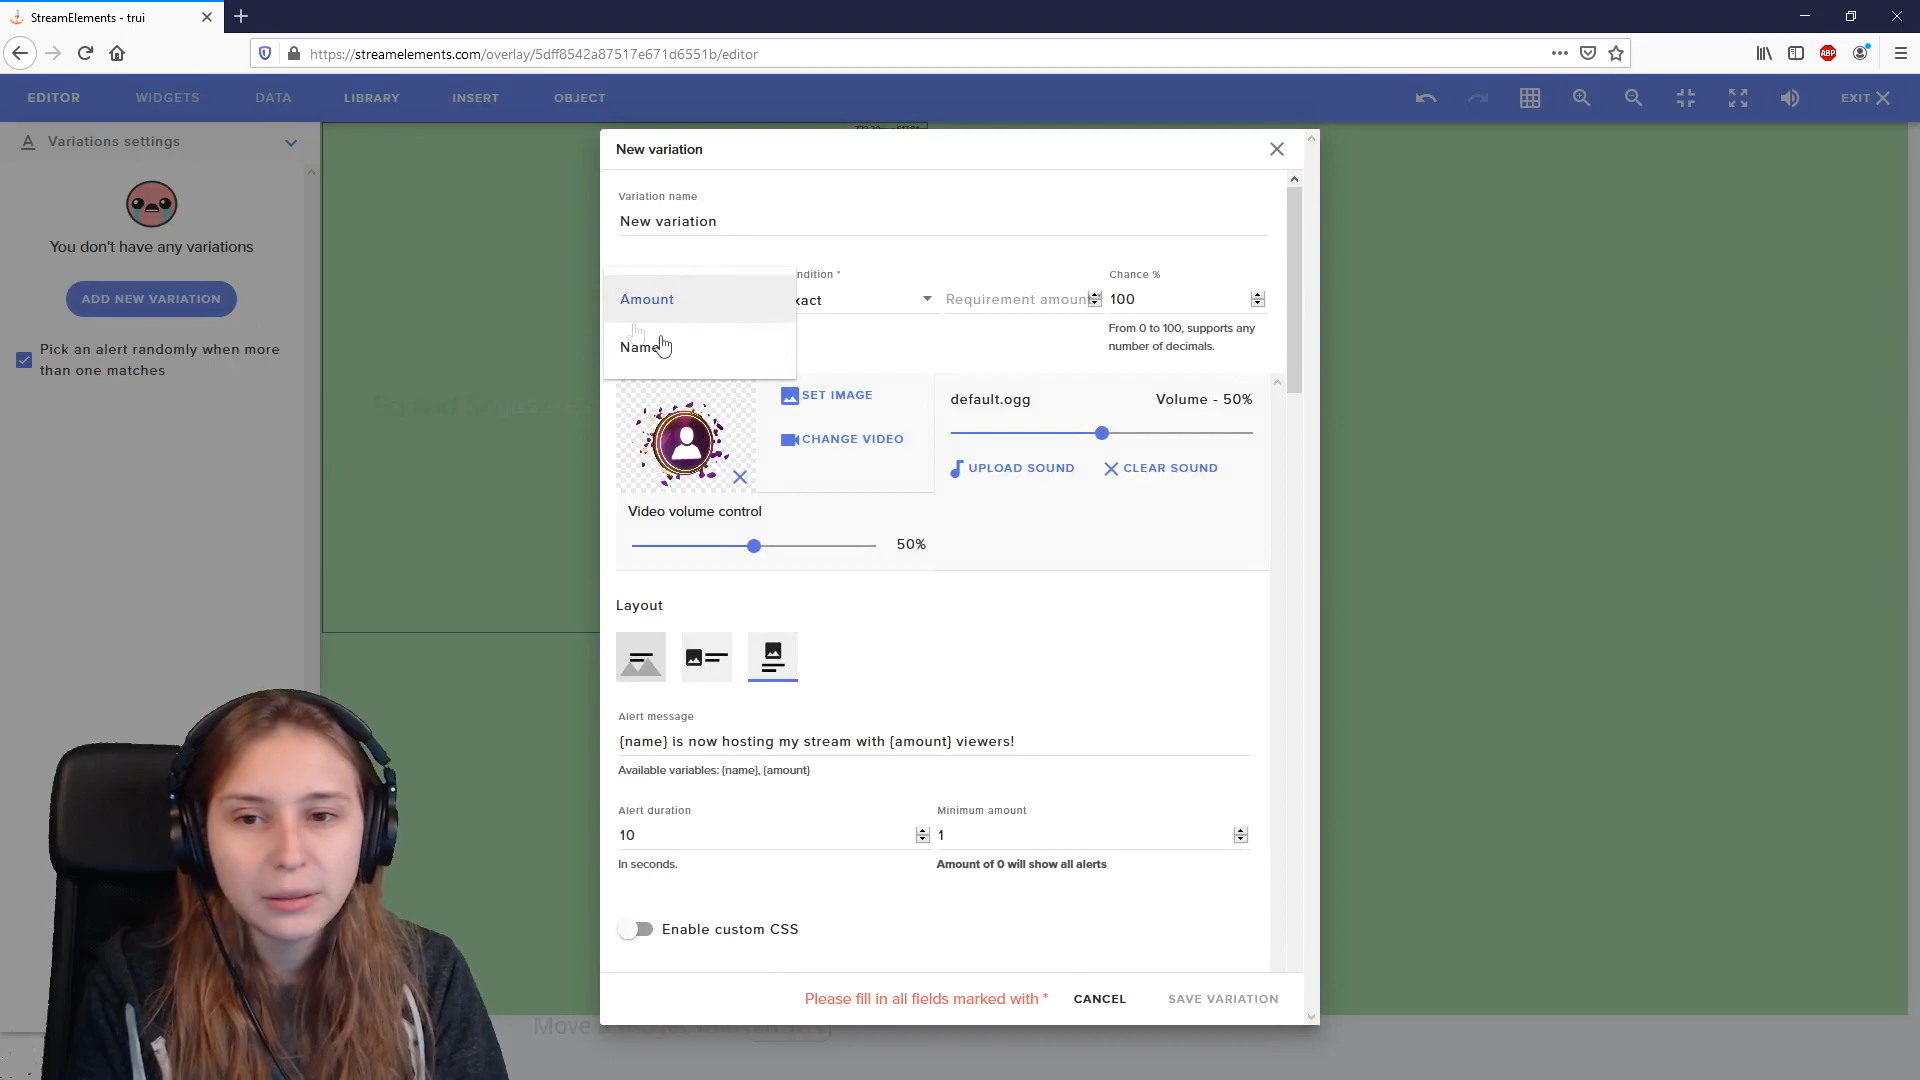 StreamElements - trui
https://streamelements.com/overlay/5dff8542a87517e671d6551b/editor
ABP
EDITOR
WIDGETS
DATA
LIBRARY
INSERT
OBJECT
EXIT
Variations settings
You don't have any variations
ADD NEW VARIATION
Pick an alert randomly when more
than one matches
New variation
Variation name
New variation
Amount
Name
ndition *
xact
Requirement amoun
Chance %
100
From 0 to 100, supports any
number of decimals.
SET IMAGE
CHANGE VIDEO
default.ogg
Volume - 50%
UPLOAD SOUND
CLEAR SOUND
Video volume control
50%
Layout
Alert message
{name} is now hosting my stream with {amount} viewers!
Available variables: {name}, {amount}
Alert duration
10
In seconds.
Minimum amount
1
Amount of 0 will show all alerts
Enable custom CSS
Please fill in all fields marked with *
CANCEL
SAVE VARIATION